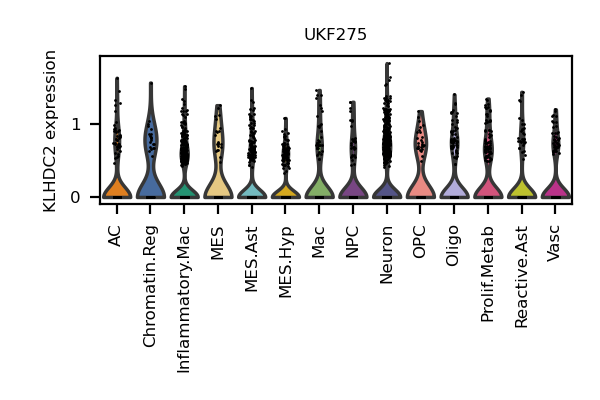 UKF275
KLHDC2 expression
1
0
AC
Chromatin.Reg
Inflammatory.Mac
MES
MES.Ast
MES.Hyp
Mac
NPC
Neuron
OPC
Oligo
Prolif.Metab
Reactive.Ast
Vasc